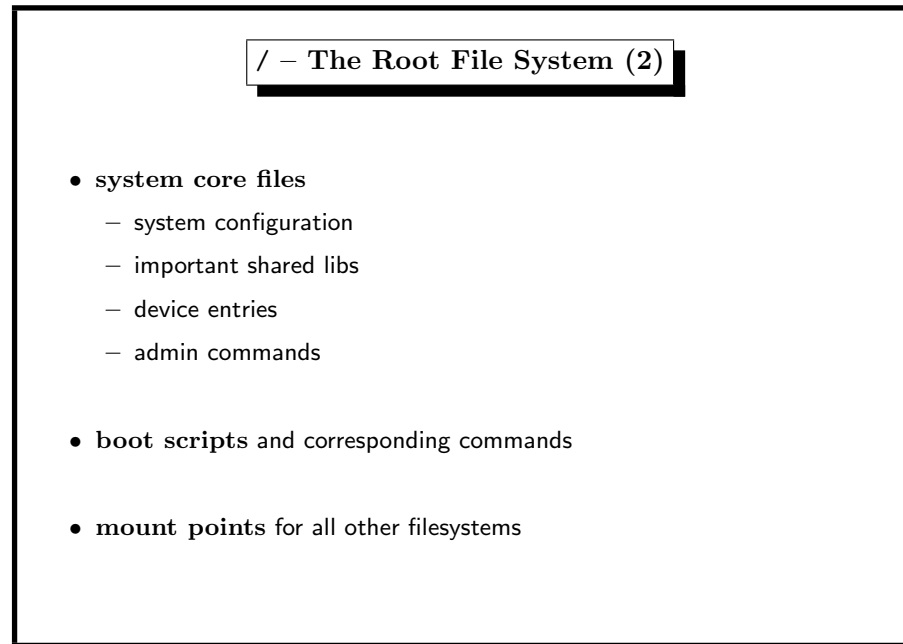 / – The Root File System (2)
• system core files
– system configuration
– important shared libs
– device entries
– admin commands
• boot scripts and corresponding commands
• mount points for all other filesystems